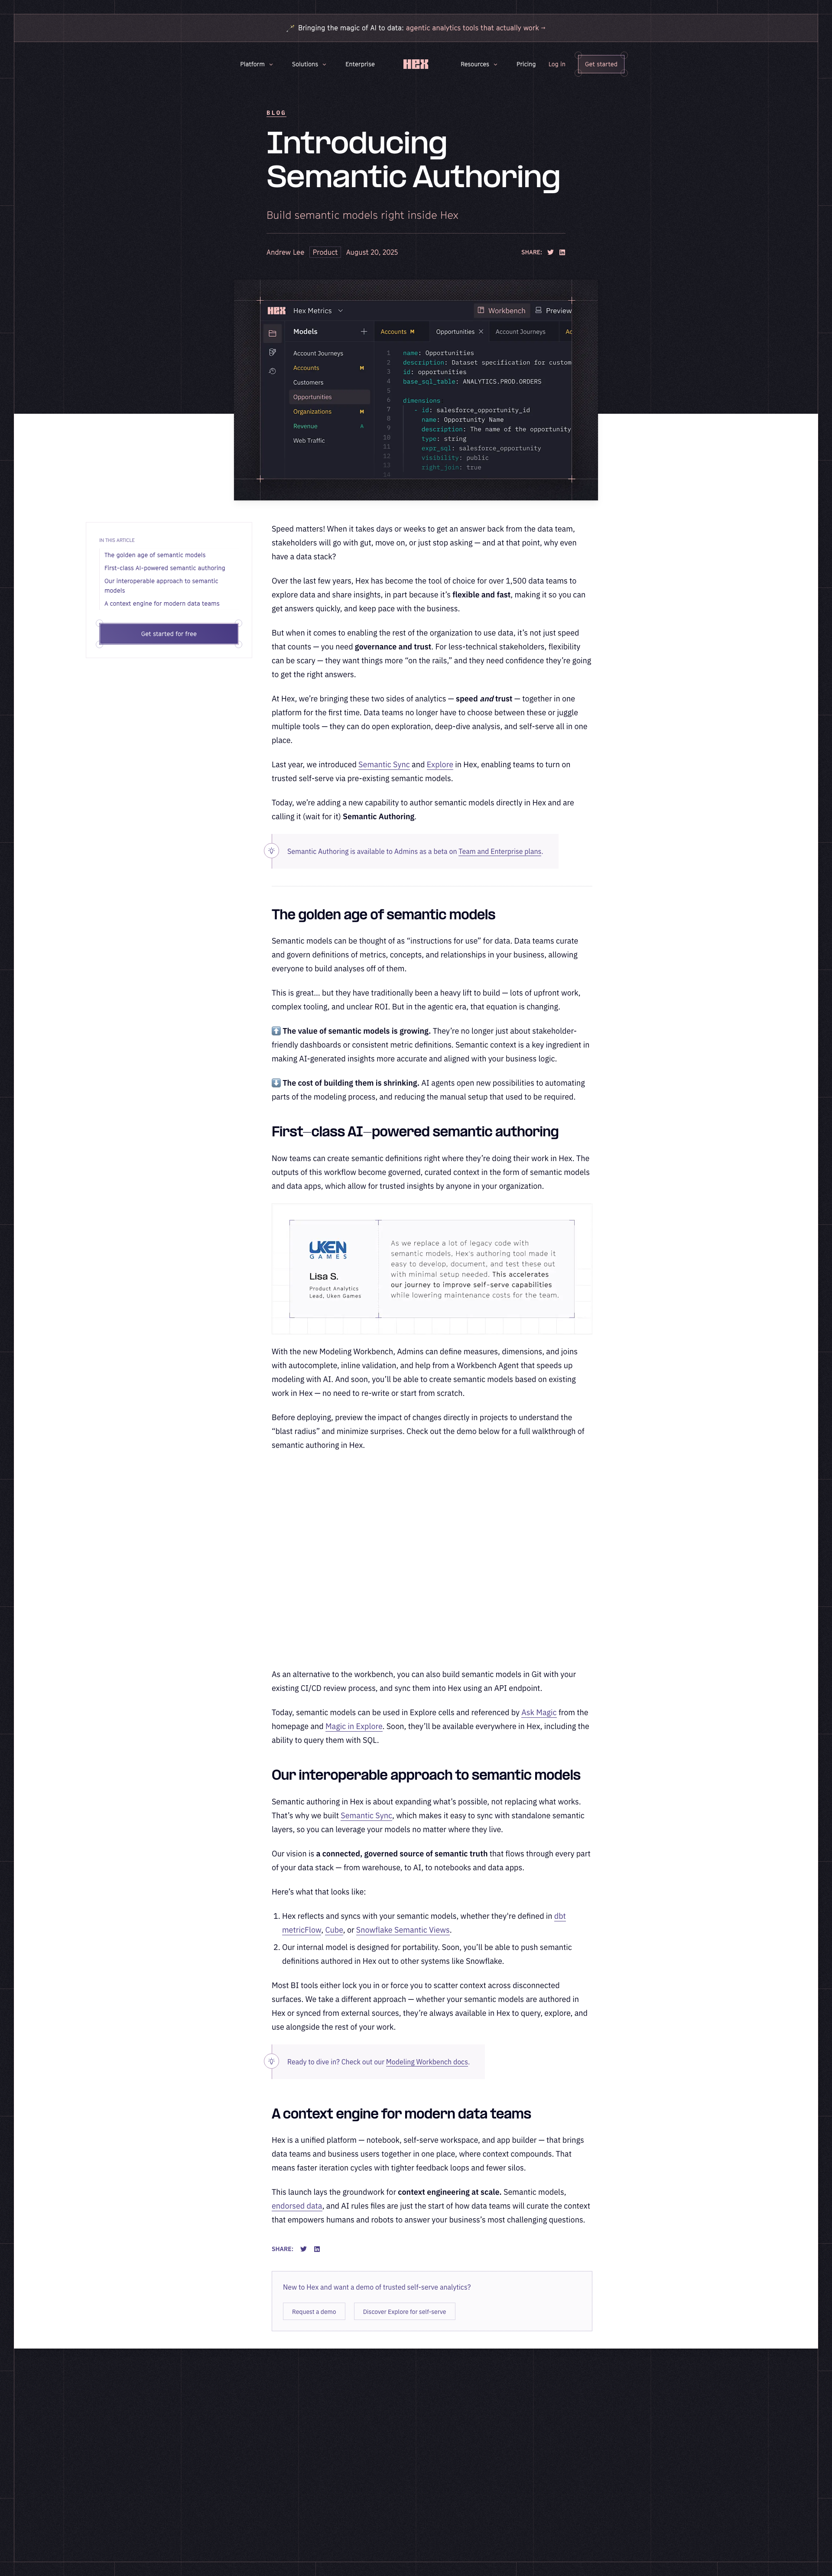 Bringing the magic of AI to data: agentic analytics tools that actually work→
Platform
Solutions
Enterprise
HEX
Resources
Pricing
Log in
Get started
BLOG
Introducing
Semantic Authoring
Build semantic models right inside Hex
Andrew Lee Product August 20, 2025
SHARE:
HEX Hex Metrics
Workbench
Preview
Models
Account Journeys
Accounts M
Customers
Opportunities
Organizations M
Revenue A
Web Traffic
Accounts M
Opportunities
Account Journeys
Ac
1 name: Opportunities
2 description: Dataset specification for custom
3 id: opportunities
4 base_sql_table: ANALYTICS.PROD.ORDERS
5
6 dimensions
7 - id: salesforce_opportunity_id
8 name: Opportunity Name
9 description: The name of the opportunity
10 type: string
11 expr_sql: salesforce_opportunity
12 visibility: public
13 right_join: true
14
IN THIS ARTICLE
The golden age of semantic models
First-class AI-powered semantic authoring
Our interoperable approach to semantic
models
A context engine for modern data teams
Get started for free
Speed matters! When it takes days or weeks to get an answer back from the data team,
stakeholders will go with gut, move on, or just stop asking — and at that point, why even
have a data stack?
Over the last few years, Hex has become the tool of choice for over 1,500 data teams to
explore data and share insights, in part because it’s flexible and fast, making it so you can
get answers quickly, and keep pace with the business.
But when it comes to enabling the rest of the organization to use data, it’s not just speed
that counts — you need governance and trust. For less-technical stakeholders, flexibility
can be scary — they want things more “on the rails,” and they need confidence they’re going
to get the right answers.
At Hex, we’re bringing these two sides of analytics — speed and trust — together in one
platform for the first time. Data teams no longer have to choose between these or juggle
multiple tools — they can do open exploration, deep-dive analysis, and self-serve all in one
place.
Last year, we introduced Semantic Sync and Explore in Hex, enabling teams to turn on
trusted self-serve via pre-existing semantic models.
Today, we’re adding a new capability to author semantic models directly in Hex and are
calling it (wait for it) Semantic Authoring.
Semantic Authoring is available to Admins as a beta on Team and Enterprise plans.
The golden age of semantic models
Semantic models can be thought of as “instructions for use” for data. Data teams curate
and govern definitions of metrics, concepts, and relationships in your business, allowing
everyone to build analyses off of them.
This is great... but they have traditionally been a heavy lift to build — lots of upfront work,
complex tooling, and unclear ROI. But in the agentic era, that equation is changing.
⬆️ The value of semantic models is growing. They’re no longer just about stakeholder-
friendly dashboards or consistent metric definitions. Semantic context is a key ingredient in
making AI-generated insights more accurate and aligned with your business logic.
⬇️ The cost of building them is shrinking. AI agents open new possibilities to automating
parts of the modeling process, and reducing the manual setup that used to be required.
First-class AI-powered semantic authoring
Now teams can create semantic definitions right where they’re doing their work in Hex. The
outputs of this workflow become governed, curated context in the form of semantic models
and data apps, which allow for trusted insights by anyone in your organization.
UKEN
GAMES
Lisa S.
Product Analytics
Lead, Uken Games
As we replace a lot of legacy code with
semantic models, Hex's authoring tool made it
easy to develop, document, and test these out
with minimal setup needed. This accelerates
our journey to improve self-serve capabilities
while lowering maintenance costs for the team.
With the new Modeling Workbench, Admins can define measures, dimensions, and joins
with autocomplete, inline validation, and help from a Workbench Agent that speeds up
modeling with AI. And soon, you’ll be able to create semantic models based on existing
work in Hex — no need to re-write or start from scratch.
Before deploying, preview the impact of changes directly in projects to understand the
“blast radius” and minimize surprises. Check out the demo below for a full walkthrough of
semantic authoring in Hex.
As an alternative to the workbench, you can also build semantic models in Git with your
existing CI/CD review process, and sync them into Hex using an API endpoint.
Today, semantic models can be used in Explore cells and referenced by Ask Magic from the
homepage and Magic in Explore. Soon, they’ll be available everywhere in Hex, including the
ability to query them with SQL.
Our interoperable approach to semantic models
Semantic authoring in Hex is about expanding what’s possible, not replacing what works.
That’s why we built Semantic Sync, which makes it easy to sync with standalone semantic
layers, so you can leverage your models no matter where they live.
Our vision is a connected, governed source of semantic truth that flows through every part
of your data stack — from warehouse, to AI, to notebooks and data apps.
Here’s what that looks like:
1. Hex reflects and syncs with your semantic models, whether they’re defined in dbt
metricFlow, Cube, or Snowflake Semantic Views.
2. Our internal model is designed for portability. Soon, you’ll be able to push semantic
definitions authored in Hex out to other systems like Snowflake.
Most BI tools either lock you in or force you to scatter context across disconnected
surfaces. We take a different approach — whether your semantic models are authored in
Hex or synced from external sources, they’re always available in Hex to query, explore, and
use alongside the rest of your work.
Ready to dive in? Check out our Modeling Workbench docs.
A context engine for modern data teams
Hex is a unified platform — notebook, self-serve workspace, and app builder — that brings
data teams and business users together in one place, where context compounds. That
means faster iteration cycles with tighter feedback loops and fewer silos.
This launch lays the groundwork for context engineering at scale. Semantic models,
endorsed data, and AI rules files are just the start of how data teams will curate the context
that empowers humans and robots to answer your business’s most challenging questions.
SHARE:
New to Hex and want a demo of trusted self-serve analytics?
Request a demo
Discover Explore for self-serve